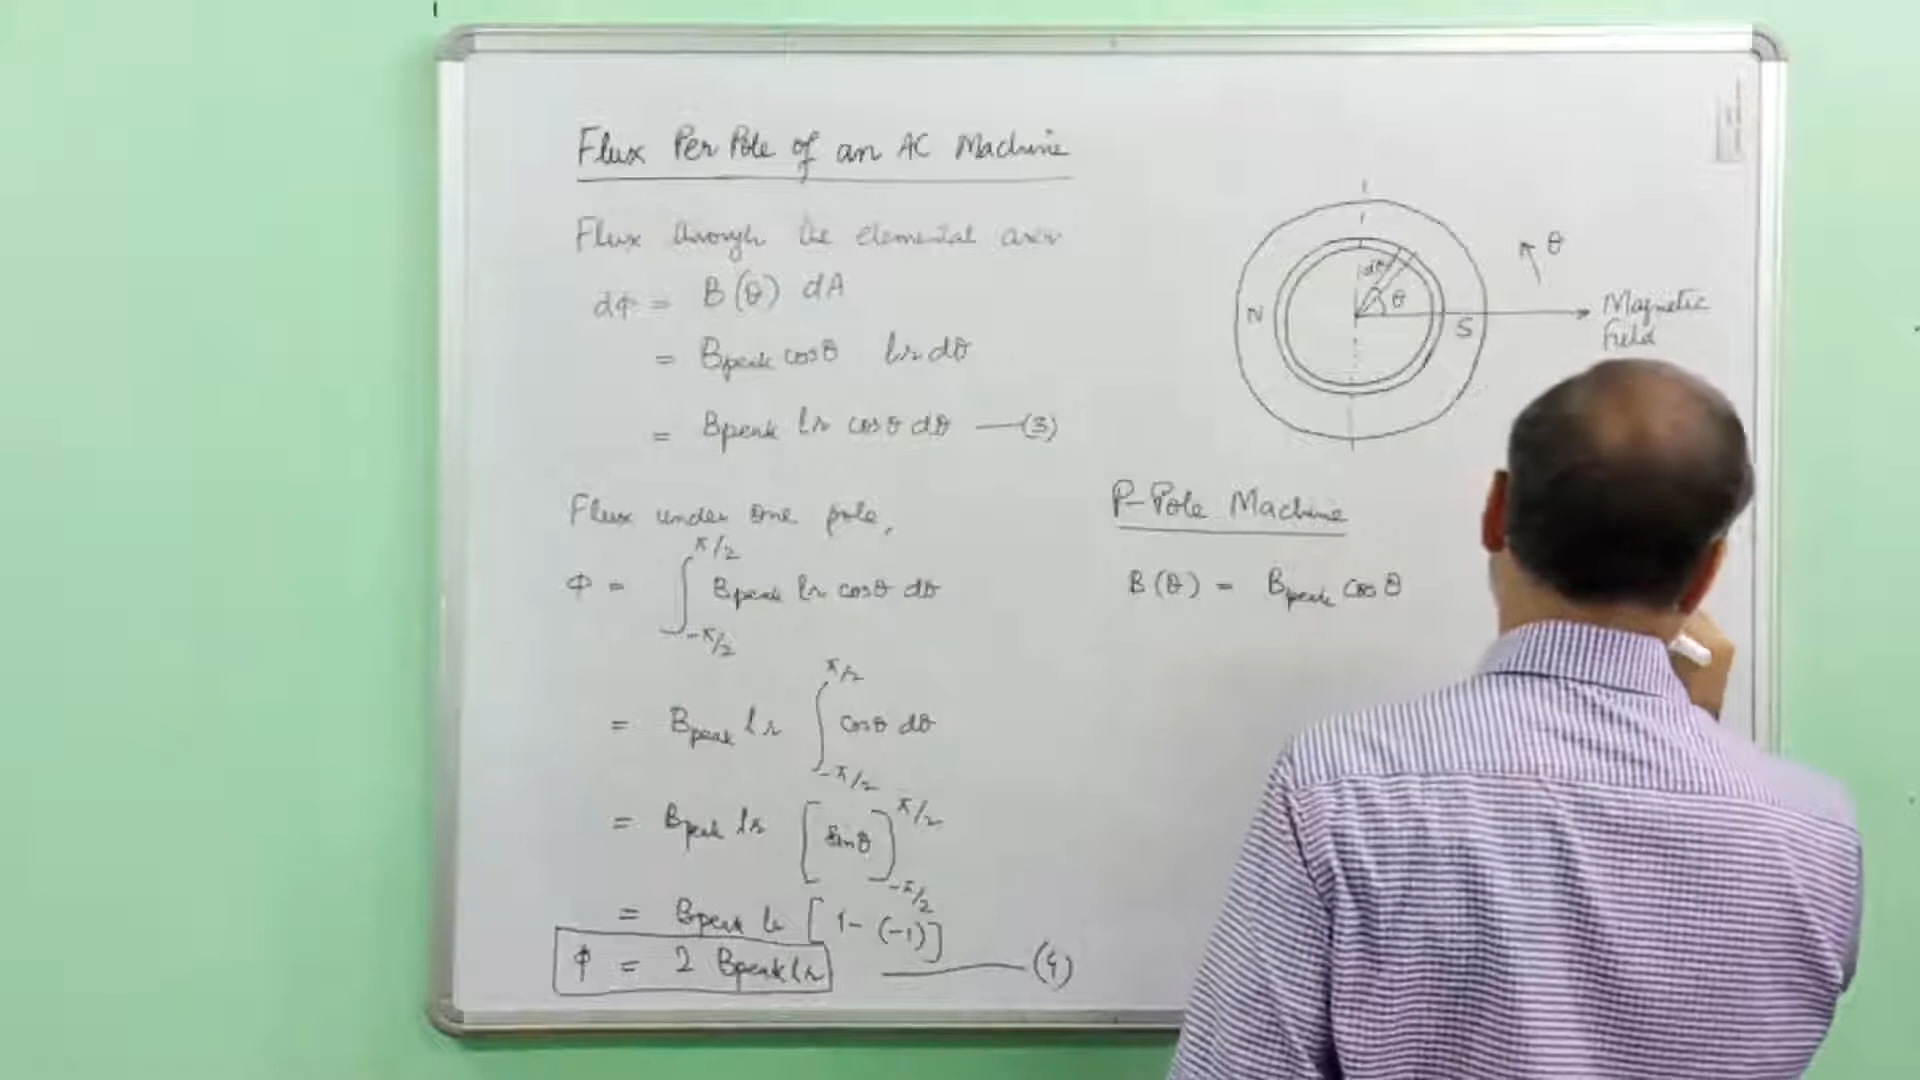 Flux Per Pole of an AC Machine
Flux through the elemental area
dΦ = B(θ) dA
= Bpeak cosθ lr dθ
= Bpeak lr cosθ dθ —(3)
Flux under one pole,
Φ = ∫_{-π/2}^{π/2} Bpeak lr cosθ dθ
= Bpeak lr ∫_{-π/2}^{π/2} cosθ dθ
= Bpeak lr [sinθ]_{-π/2}^{π/2}
= Bpeak lr [1-(-1)]
Φ = 2 Bpeak lr —(4)
dθ
θ
θ
N
S
Magnetic
field
P-Pole Machine
B(θ) = Bpeak cos θ